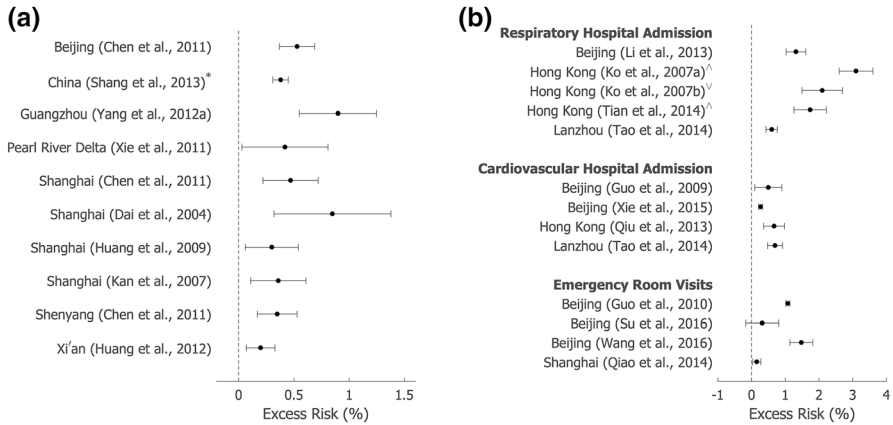 (a)
Beijing (Chen et al., 2011)
China (Shang et al., 2013)*
Guangzhou (Yang et al., 2012a)
Pearl River Delta (Xie et al., 2011)
Shanghai (Chen et al., 2011)
Shanghai (Dai et al., 2004)
Shanghai (Huang et al., 2009)
Shanghai (Kan et al., 2007)
Shenyang (Chen et al., 2011)
Xi'an (Huang et al., 2012)
0 0.5 1 1.5
Excess Risk (%)
(b)
Respiratory Hospital Admission
Beijing (Li et al., 2013)
Hong Kong (Ko et al., 2007a)^
Hong Kong (Ko et al., 2007b)˅
Hong Kong (Tian et al., 2014)^
Lanzhou (Tao et al., 2014)
Cardiovascular Hospital Admission
Beijing (Guo et al., 2009)
Beijing (Xie et al., 2015)
Hong Kong (Qiu et al., 2013)
Lanzhou (Tao et al., 2014)
Emergency Room Visits
Beijing (Guo et al., 2010)
Beijing (Su et al., 2016)
Beijing (Wang et al., 2016)
Shanghai (Qiao et al., 2014)
-1 0 1 2 3 4
Excess Risk (%)